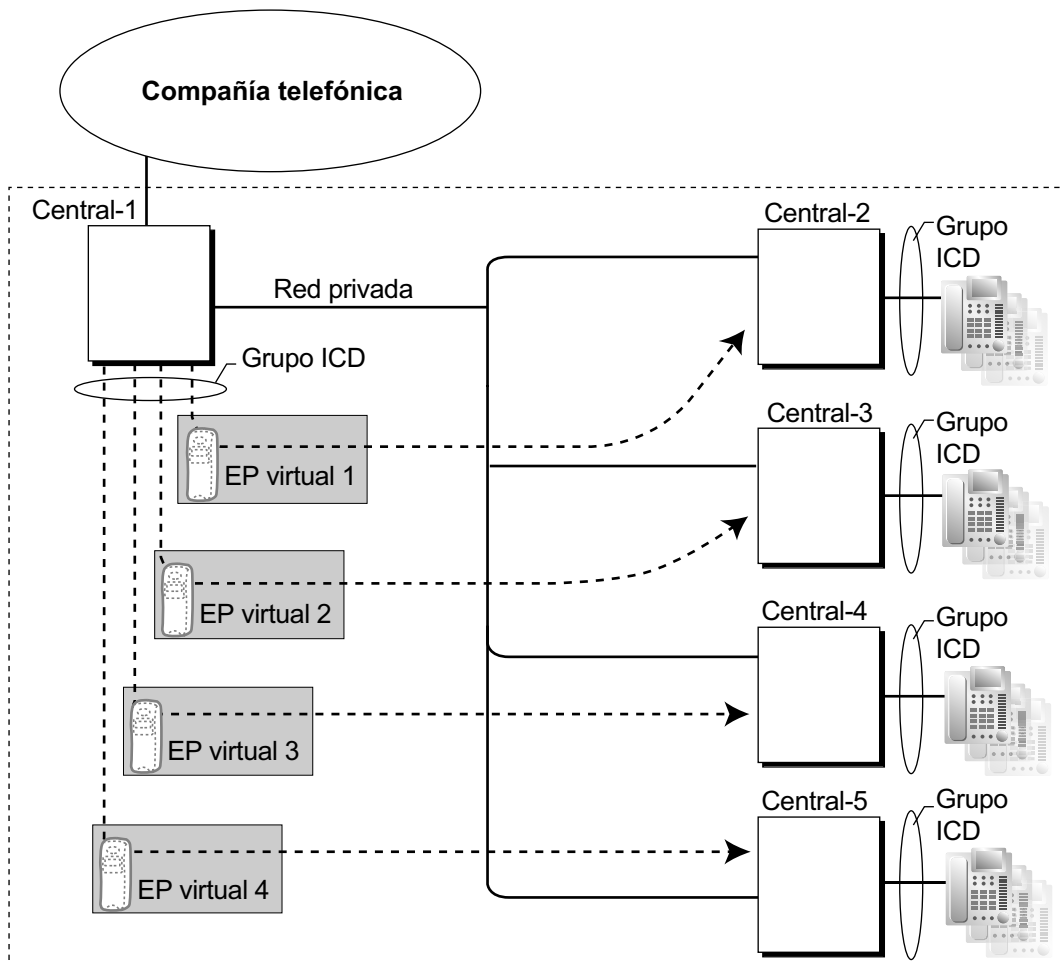 Compañía telefónica
Central-1
Central-2
Grupo
ICD
Red privada
Grupo ICD
Central-3
Grupo
ICD
EP virtual 1
EP virtual 2
Central-4
Grupo
ICD
EP virtual 3
Central-5
Grupo
ICD
EP virtual 4